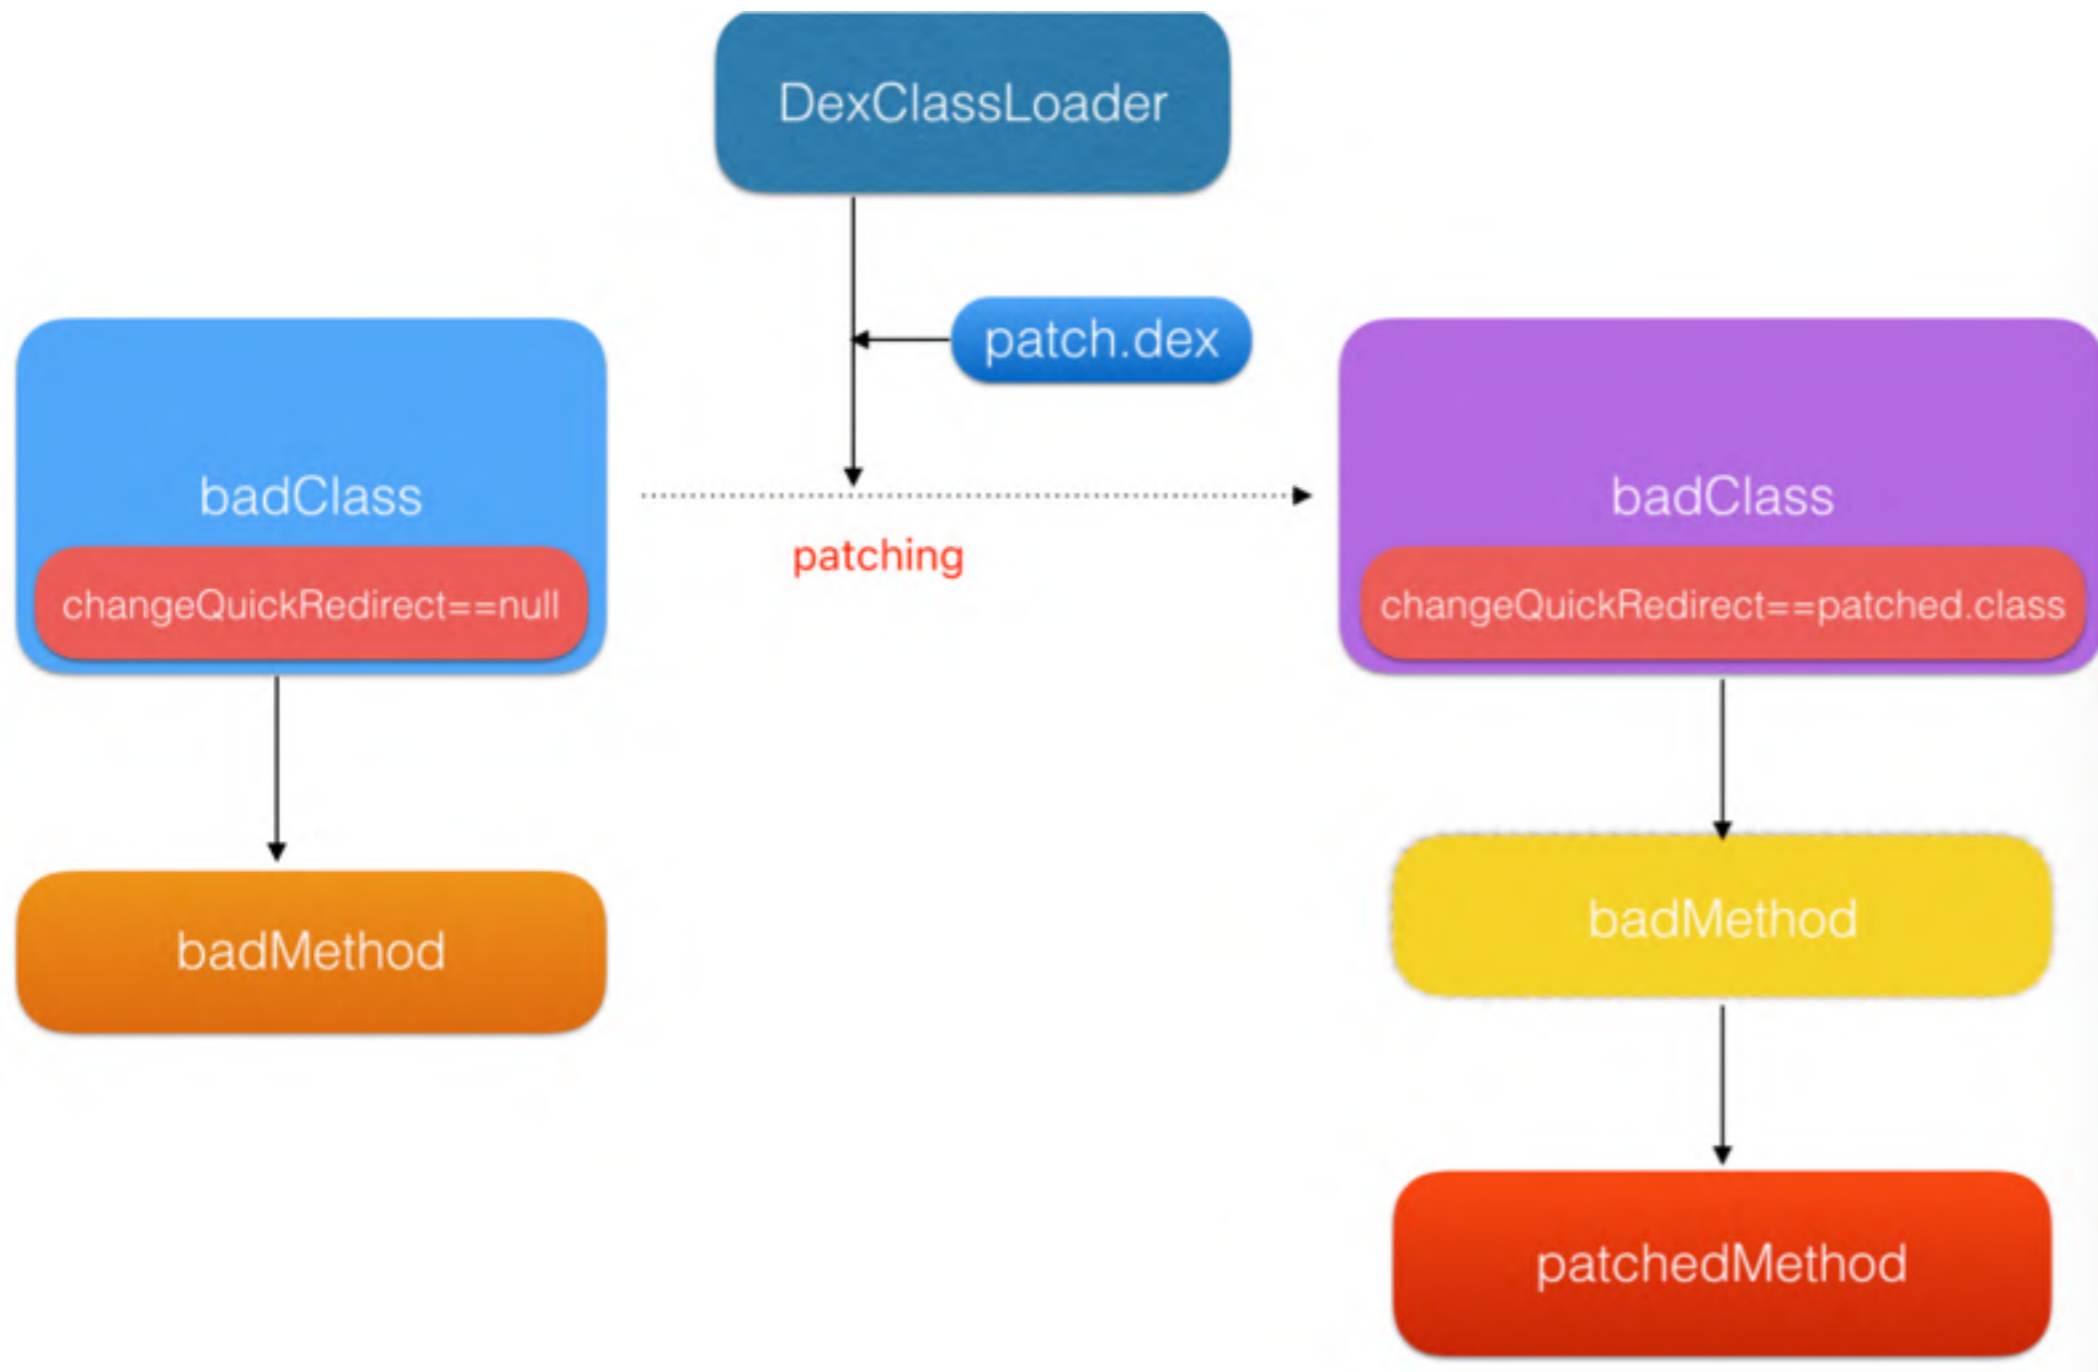 DexClassLoader
patch.dex
badClass
changeQuickRedirect==null
patching
badClass
changeQuickRedirect==patched.class
badMethod
badMethod
patchedMethod